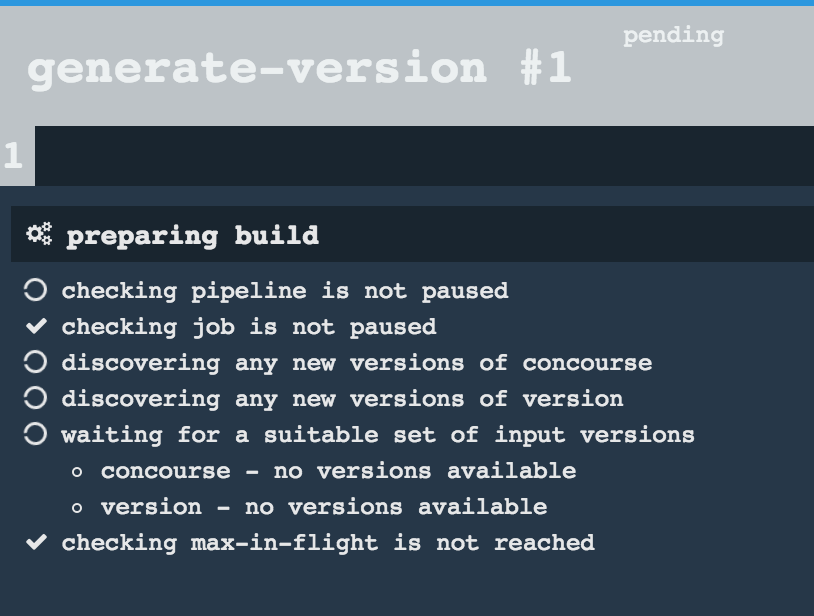 pending
generate-version #1
1
preparing build
checking pipeline is not paused
checking job is not paused
discovering any new versions of concourse
discovering any new versions of version
waiting for a suitable set of input versions
concourse - no versions available
version - no versions available
checking max-in-flight is not reached